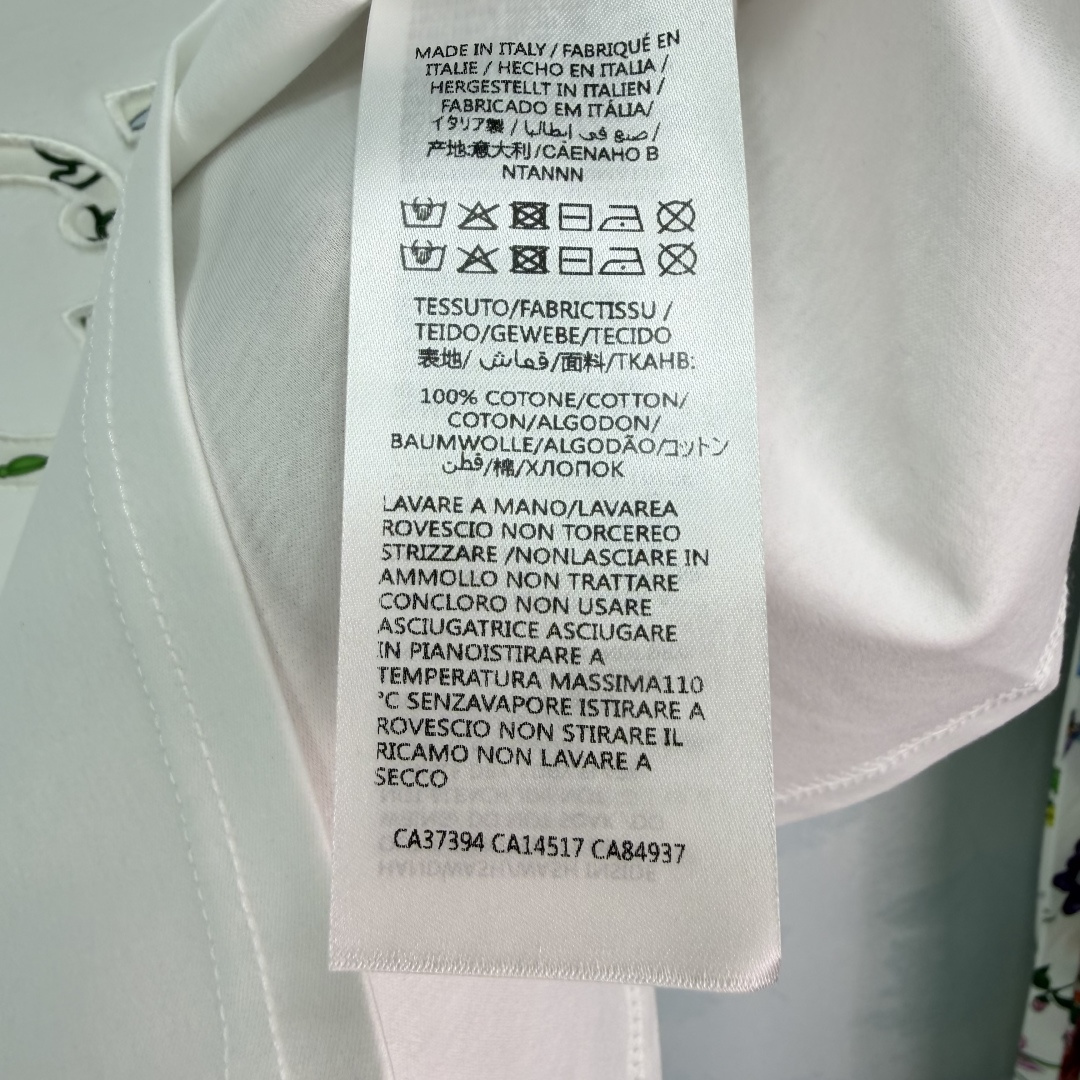 MADE IN ITALY / FABRIQUÉ EN
ITALIE / HECHO EN ITALIA /
HERGESTELLT IN ITALIEN /
FABRICADO EM ITÁLIA/
イタリア製 / صنع في إيطاليا /
产地:意大利/CAENAHO B
NTANNN
TESSUTO/FABRICTISSU /
TEIDO/GEWEBE/TECIDO
表地/ قماش/面料/TKAHB:
100% COTONE/COTTON/
COTON/ALGODON/
BAUMWOLLE/ALGODÃO/コットン
قطن/棉/ХЛОПОК
LAVARE A MANO/LAVAREA
ROVESCIO NON TORCEREO
STRIZZARE /NONLASCIARE IN
AMMOLLO NON TRATTARE
CONCLORO NON USARE
ASCIUGATRICE ASCIUGARE
IN PIANOISTIRARE A
TEMPERATURA MASSIMA110
°C SENZAVAPORE ISTIRARE A
ROVESCIO NON STIRARE IL
RICAMO NON LAVARE A
SECCO
CA37394 CA14517 CA84937